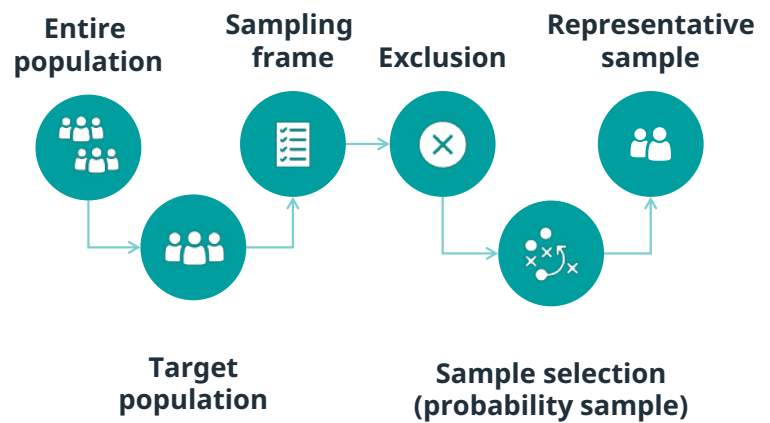 Entire
population
Sampling
frame
Exclusion
Representative
sample
Target
population
Sample selection
(probability sample)